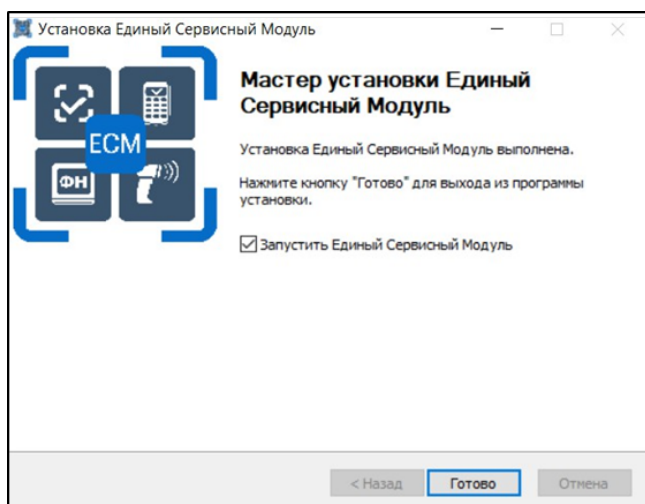 Установка Единый Сервисный Модуль
ЕСМ
ФН
Мастер установки Единый
Сервисный Модуль
Установка Единый Сервисный Модуль выполнена.
Нажмите кнопку "Готово" для выхода из программы
установки.
Запустить Единый Сервисный Модуль
< Назад
Готово
Отмена